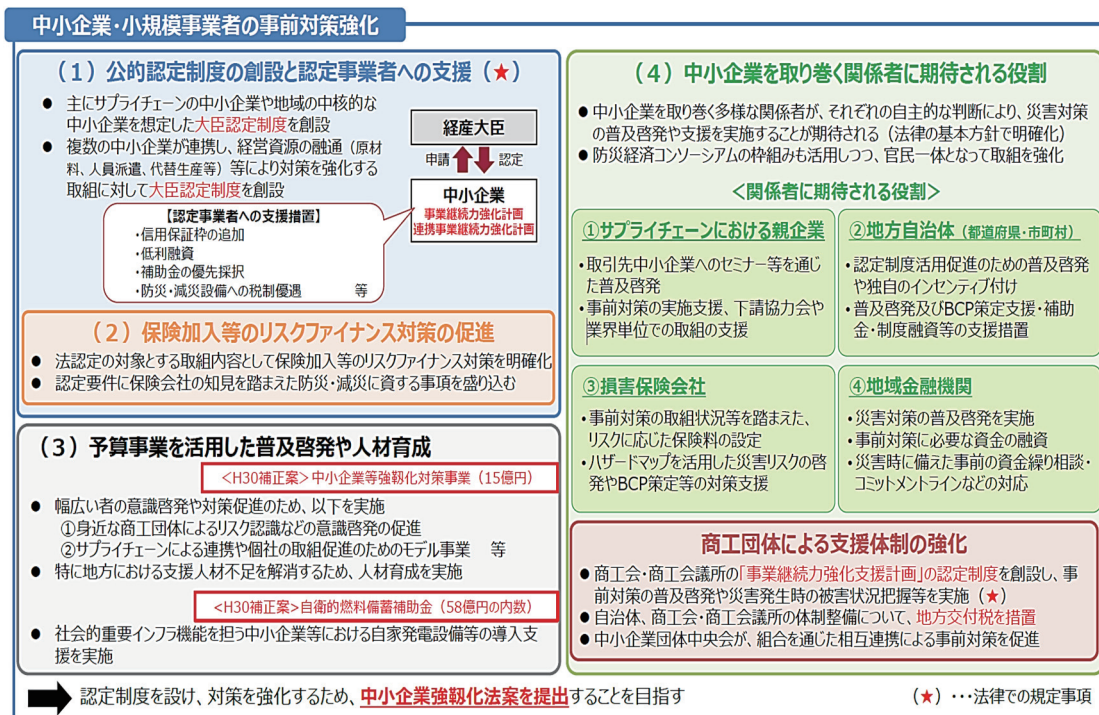 中小企業・小規模事業者の事前対策強化
（１）公的認定制度の創設と認定事業者への支援（★）
● 主にサプライチェーンの中小企業や地域の中核的な
中小企業を想定した大臣認定制度を創設
● 複数の中小企業が連携し、経営資源の融通（原材
料、人員派遣、代替生産等）等により対策を強化する
取組に対して大臣認定制度を創設
経産大臣
申請 認定
中小企業
事業継続力強化計画
連携事業継続力強化計画
【認定事業者への支援措置】
・信用保証枠の追加
・低利融資
・補助金の優先採択
・防災・減災設備への税制優遇 等
（２）保険加入等のリスクファイナンス対策の促進
● 法認定の対象とする取組内容として保険加入等のリスクファイナンス対策を明確化
● 認定要件に保険会社の知見を踏まえた防災・減災に資する事項を盛り込む
（３）予算事業を活用した普及啓発や人材育成
＜H30補正案＞中小企業等強靱化対策事業（15億円）
● 幅広い者の意識啓発や対策促進のため、以下を実施
①身近な商工団体によるリスク認識などの意識啓発の促進
②サプライチェーンによる連携や個社の取組促進のためのモデル事業 等
● 特に地方における支援人材不足を解消するため、人材育成を実施
＜H30補正案＞自衛的燃料備蓄補助金（58億円の内数）
● 社会的重要インフラ機能を担う中小企業等における自家発電設備等の導入支
援を実施
（４）中小企業を取り巻く関係者に期待される役割
● 中小企業を取り巻く多様な関係者が、それぞれの自主的な判断により、災害対策
の普及啓発や支援を実施することが期待される（法律の基本方針で明確化）
● 防災経済コンソーシアムの枠組みも活用しつつ、官民一体となって取組を強化
＜関係者に期待される役割＞
①サプライチェーンにおける親企業
・取引先中小企業へのセミナー等を通じ
た普及啓発
・事前対策の実施支援、下請協力会や
業界単位での取組の支援
②地方自治体（都道府県・市町村）
・認定制度活用促進のための普及啓発
や独自のインセンティブ付け
・普及啓発及びBCP策定支援・補助
金・制度融資等の支援措置
③損害保険会社
・事前対策の取組状況等を踏まえた、
リスクに応じた保険料の設定
・ハザードマップを活用した災害リスクの啓
発やBCP策定等の対策支援
④地域金融機関
・災害対策の普及啓発を実施
・事前対策に必要な資金の融資
・災害時に備えた事前の資金繰り相談・
コミットメントラインなどの対応
商工団体による支援体制の強化
● 商工会・商工会議所の「事業継続力強化支援計画」の認定制度を創設し、事
前対策の普及啓発や災害発生時の被害状況把握等を実施（★）
● 自治体、商工会・商工会議所の体制整備について、地方交付税を措置
● 中小企業団体中央会が、組合を通じた相互連携による事前対策を促進
認定制度を設け、対策を強化するため、中小企業強靱化法案を提出することを目指す
（★）・・・法律での規定事項